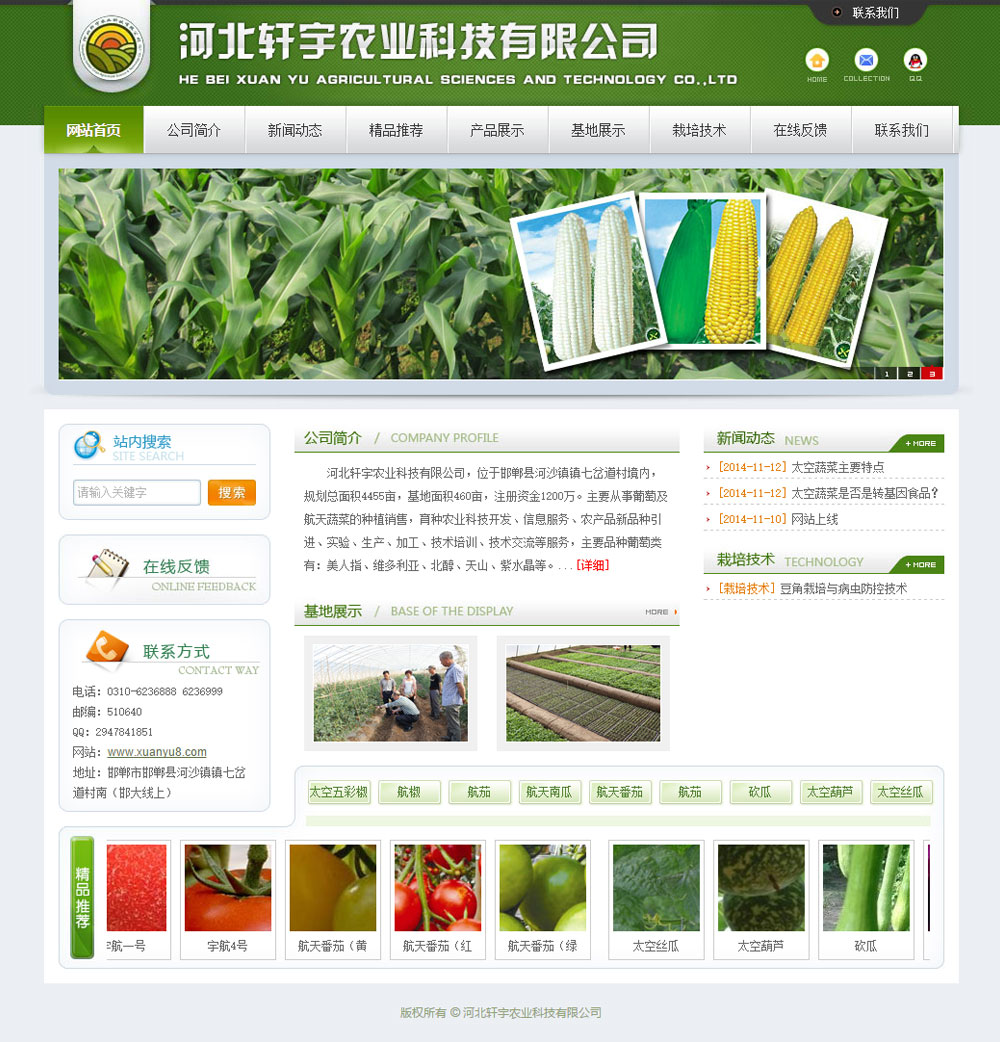 联系我们
河北轩宇农业科技有限公司
HE BEI XUAN YU AGRICULTURAL SCIENCES AND TECHNOLOGY CO.,LTD
HOME
COLLECTION
QQ
网站首页
公司简介
新闻动态
精品推荐
产品展示
基地展示
栽培技术
在线反馈
联系我们
1 2 3
站内搜索
SITE SEARCH
请输入关键字
搜索
在线反馈
ONLINE FEEDBACK
联系方式
CONTACT WAY
电话：0310-6236888 6236999
邮编：510640
QQ：2947841851
网站：www.xuanyu8.com
地址：邯郸市邯郸县河沙镇镇七岔
道村南（邯大线上）
公司简介 / COMPANY PROFILE
河北轩宇农业科技有限公司，位于邯郸县河沙镇镇七岔道村境内，
规划总面积4455亩，基地面积460亩，注册资金1200万。主要从事葡萄及
航天蔬菜的种植销售，育种农业科技开发、信息服务、农产品新品种引
进、实验、生产、加工、技术培训、技术交流等服务，主要品种葡萄类
有：美人指、维多利亚、北醇、天山、紫水晶等。...[详细]
基地展示 / BASE OF THE DISPLAY
MORE
新闻动态 NEWS
+ MORE
[2014-11-12] 太空蔬菜主要特点
[2014-11-12] 太空蔬菜是否是转基因食品?
[2014-11-10] 网站上线
栽培技术 TECHNOLOGY
+ MORE
[栽培技术] 豆角栽培与病虫防控技术
太空五彩椒
航椒
航茄
航天南瓜
航天番茄
航茄
砍瓜
太空葫芦
太空丝瓜
精品推荐
宇航一号
宇航4号
航天番茄（黄
航天番茄（红
航天番茄（绿
太空丝瓜
太空葫芦
砍瓜
版权所有 © 河北轩宇农业科技有限公司